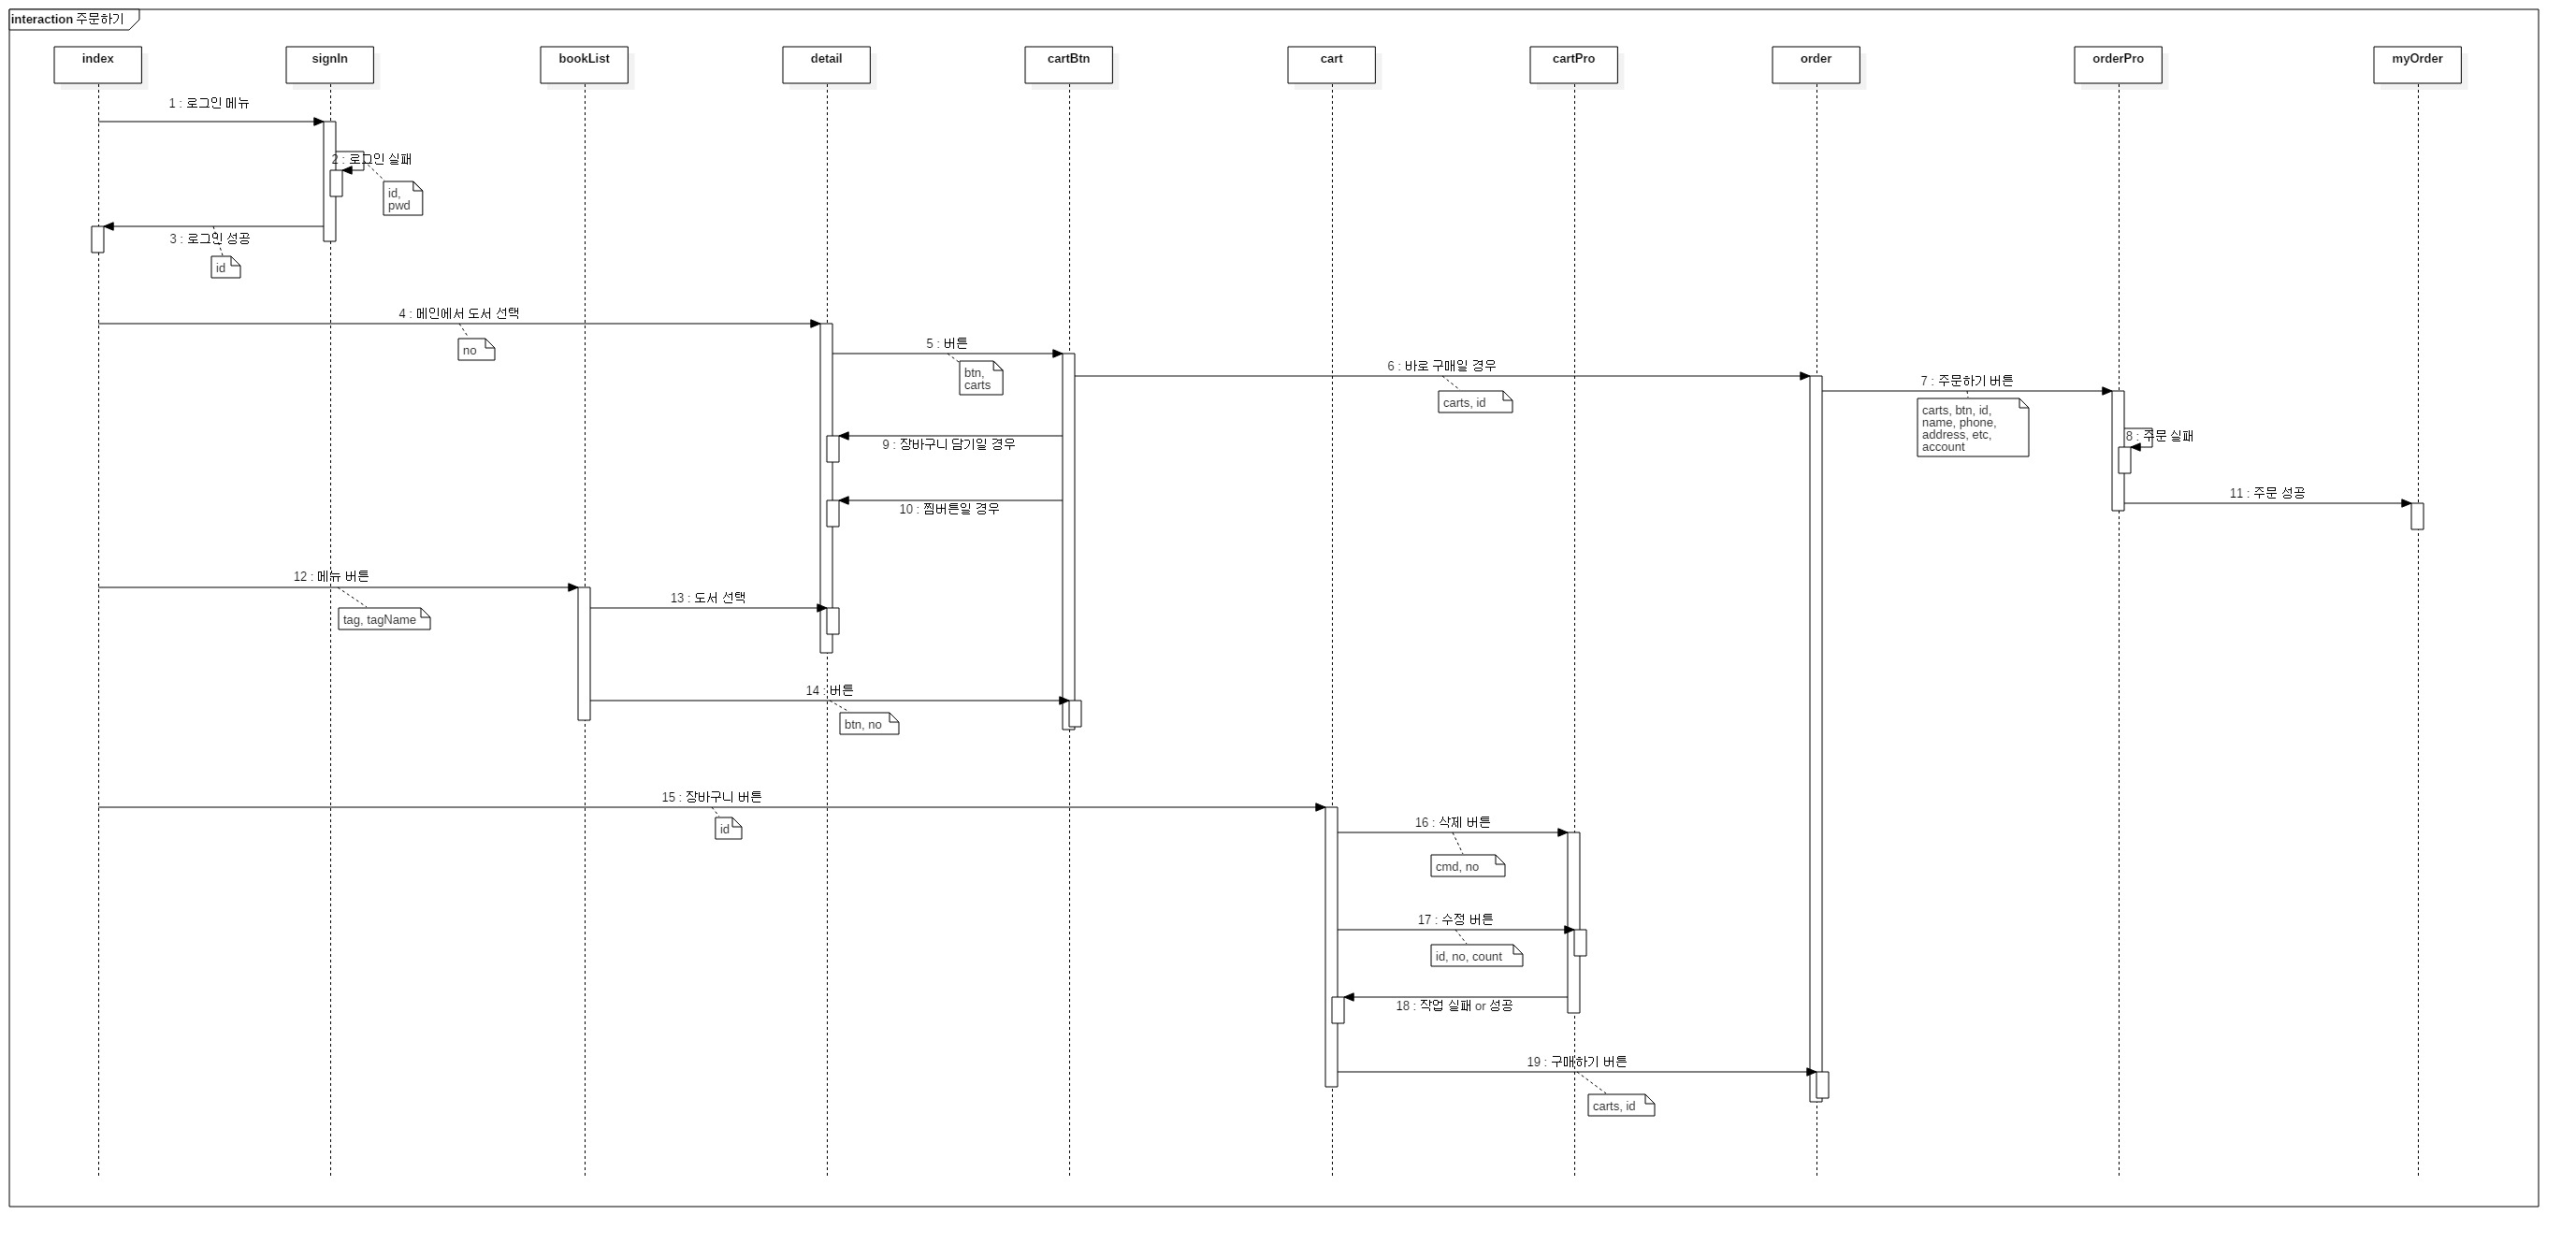 interaction 주문하기
index
signIn
bookList
detail
cartBtn
cart
cartPro
order
orderPro
myOrder
1 : 로그인 메뉴
2 : 로그인 실패
id,
pwd
3 : 로그인 성공
id
4 : 메인에서 도서 선택
no
5 : 버튼
btn,
carts
6 : 바로 구매일 경우
carts, id
7 : 주문하기 버튼
carts, btn, id,
name, phone,
address, etc,
account
8 : 주문 실패
9 : 장바구니 담기일 경우
10 : 찜버튼일 경우
11 : 주문 성공
12 : 메뉴 버튼
tag, tagName
13 : 도서 선택
14 : 버튼
btn, no
15 : 장바구니 버튼
id
16 : 삭제 버튼
cmd, no
17 : 수정 버튼
id, no, count
18 : 작업 실패 or 성공
19 : 구매하기 버튼
carts, id